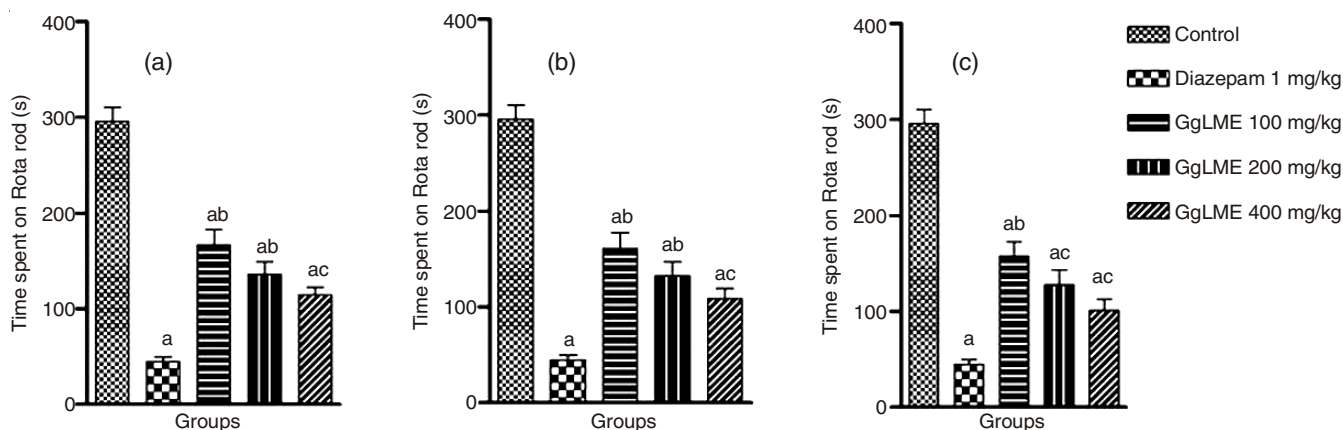 (a)
Time spent on Rota rod (s)
400
300
200
100
0
a
ab
ab
ac
Groups
(b)
Time spent on Rota rod (s)
400
300
200
100
0
a
ab
ab
ac
Groups
(c)
Time spent on Rota rod (s)
400
300
200
100
0
a
ab
ac
ac
Groups
Control
Diazepam 1 mg/kg
GgLME 100 mg/kg
GgLME 200 mg/kg
GgLME 400 mg/kg